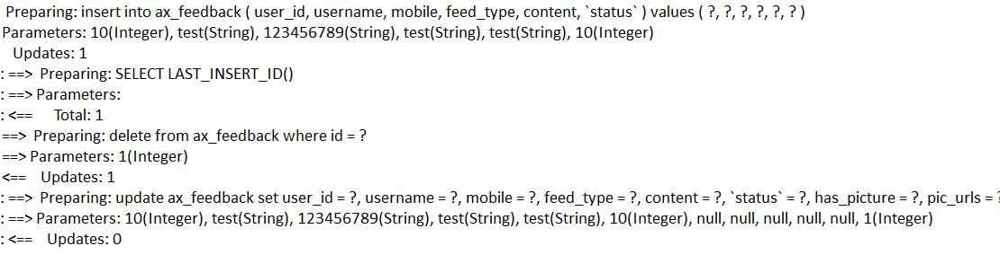 Preparing: insert into ax_feedback ( user_id, username, mobile, feed_type, content, `status` ) values ( ?, ?, ?, ?, ?, ? )
Parameters: 10(Integer), test(String), 123456789(String), test(String), test(String), 10(Integer)
Updates: 1
: ==> Preparing: SELECT LAST_INSERT_ID()
: ==> Parameters:
: <== Total: 1
==> Preparing: delete from ax_feedback where id = ?
==> Parameters: 1(Integer)
<== Updates: 1
: ==> Preparing: update ax_feedback set user_id = ?, username = ?, mobile = ?, feed_type = ?, content = ?, `status` = ?, has_picture = ?, pic_urls = ?
: ==> Parameters: 10(Integer), test(String), 123456789(String), test(String), test(String), 10(Integer), null, null, null, null, null, 1(Integer)
: <== Updates: 0